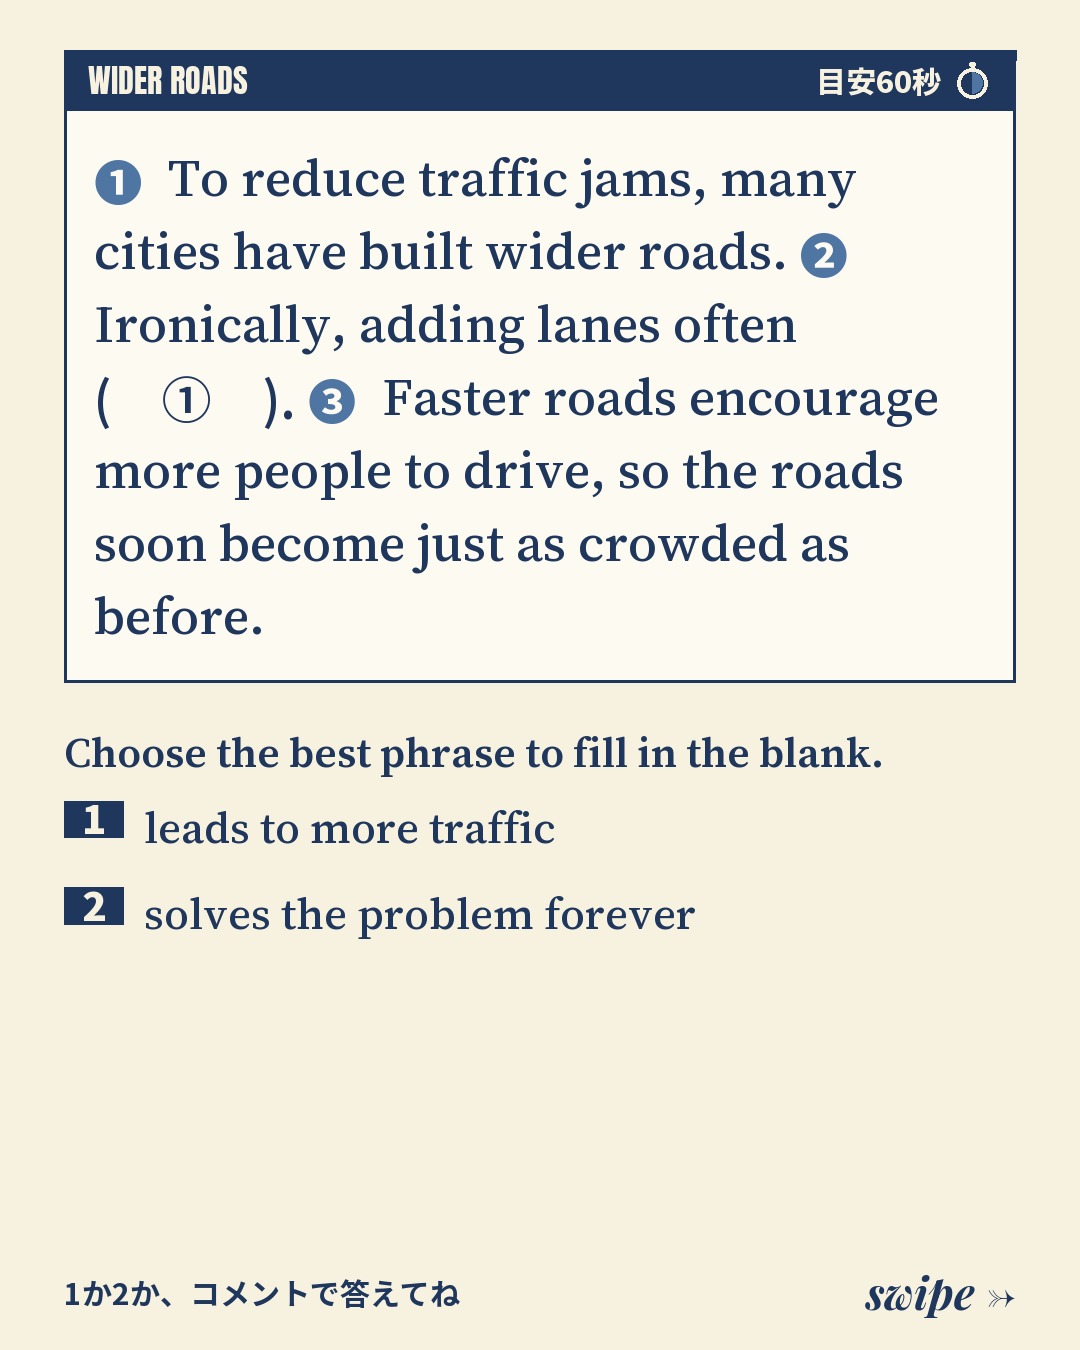 WIDER ROADS
目安60秒
❶ To reduce traffic jams, many
cities have built wider roads. ❷
Ironically, adding lanes often
( ① ). ❸ Faster roads encourage
more people to drive, so the roads
soon become just as crowded as
before.
Choose the best phrase to fill in the blank.
1 leads to more traffic
2 solves the problem forever
1か2か、コメントで答えてね
swipe